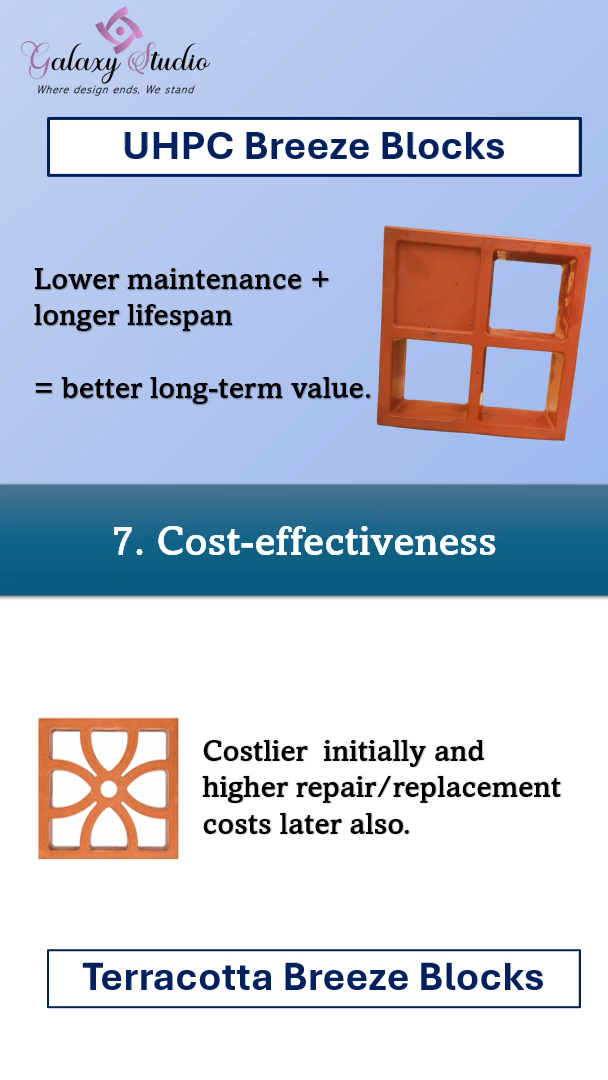 Galaxy Studio
Where design ends, We stand
UHPC Breeze Blocks
Lower maintenance +
longer lifespan
= better long-term value.
7. Cost-effectiveness
Costlier initially and
higher repair/replacement
costs later also.
Terracotta Breeze Blocks